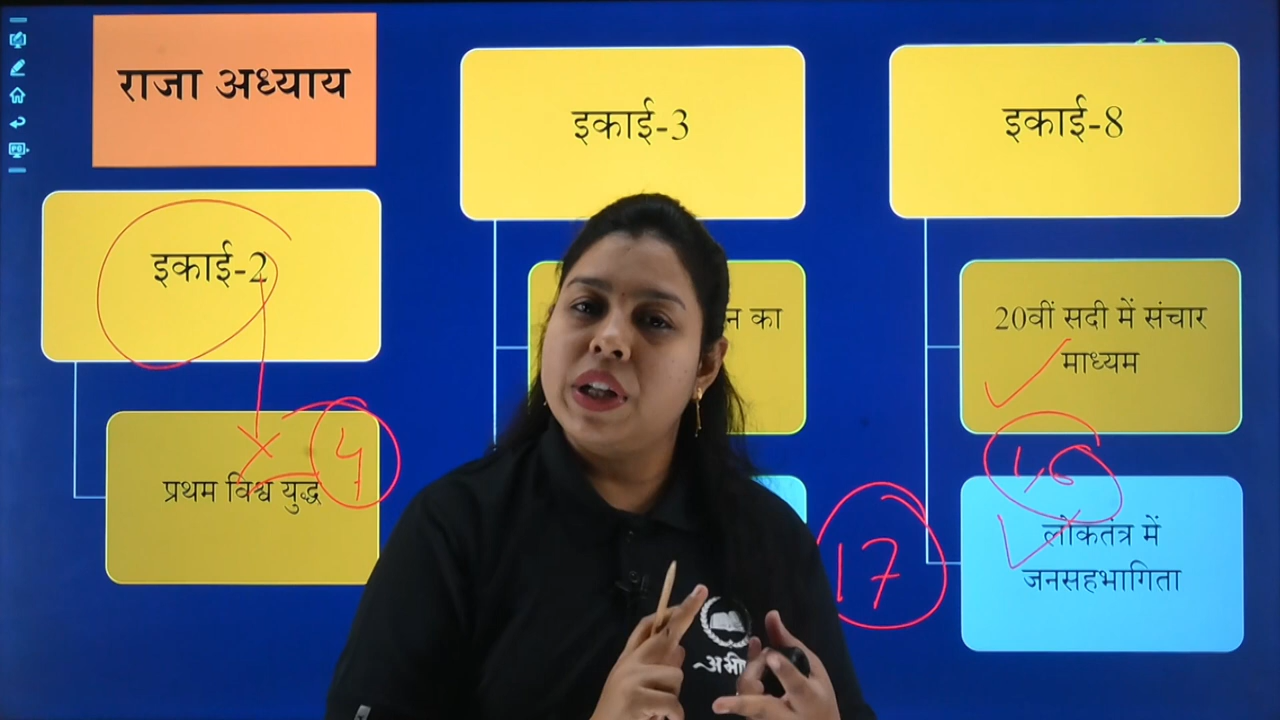 राजा अध्याय
इकाई-2
प्रथम विश्व युद्ध
4
इकाई-3
न का
इकाई-8
20वीं सदी में संचार
माध्यम
लोकतंत्र में
जनसहभागिता
17